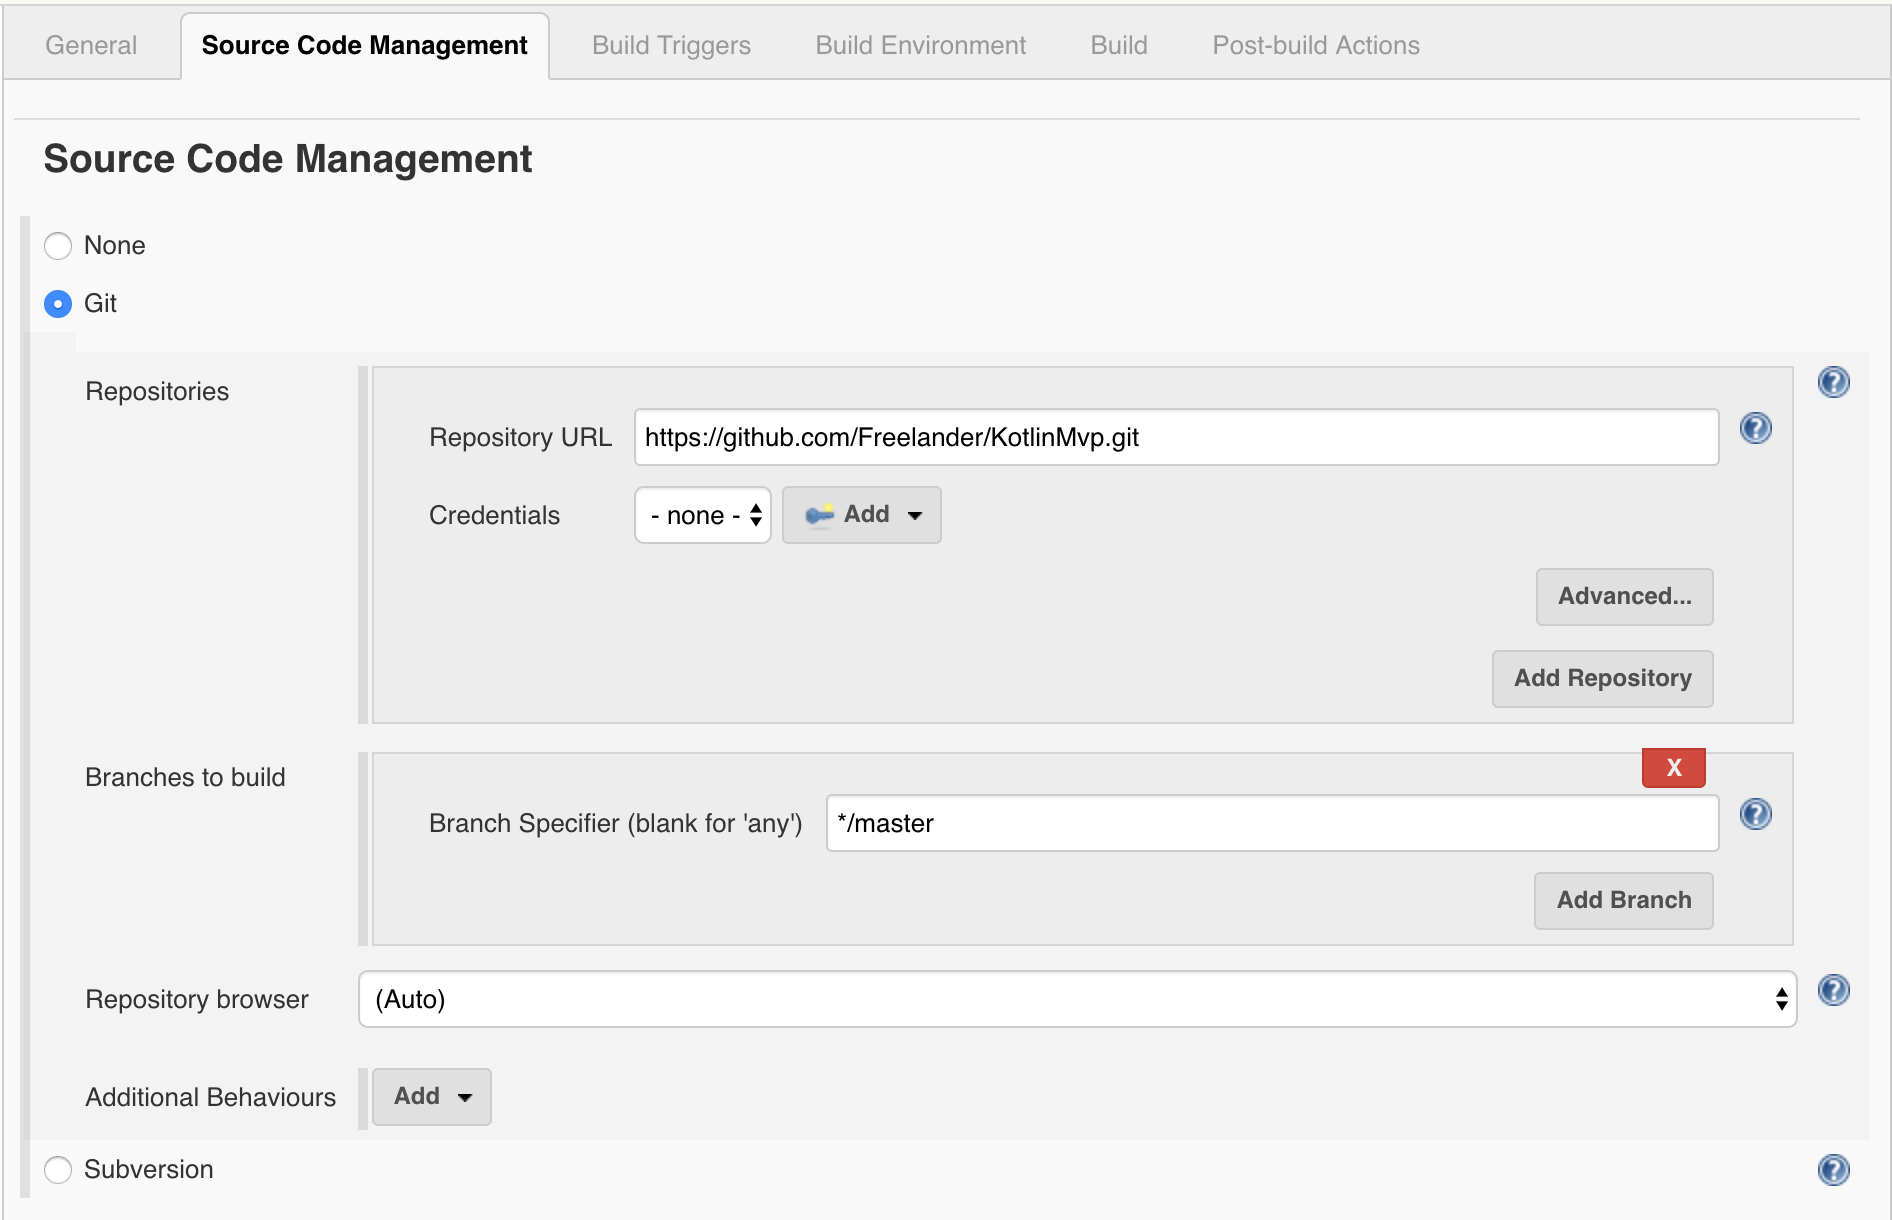 General Source Code Management Build Triggers Build Environment Build Post-build Actions
Source Code Management
None
Git
Repositories
Repository URL https://github.com/Freelander/KotlinMvp.git
Credentials - none - Add
Advanced...
Add Repository
Branches to build
X
Branch Specifier (blank for 'any') */master
Add Branch
Repository browser (Auto)
Additional Behaviours Add
Subversion